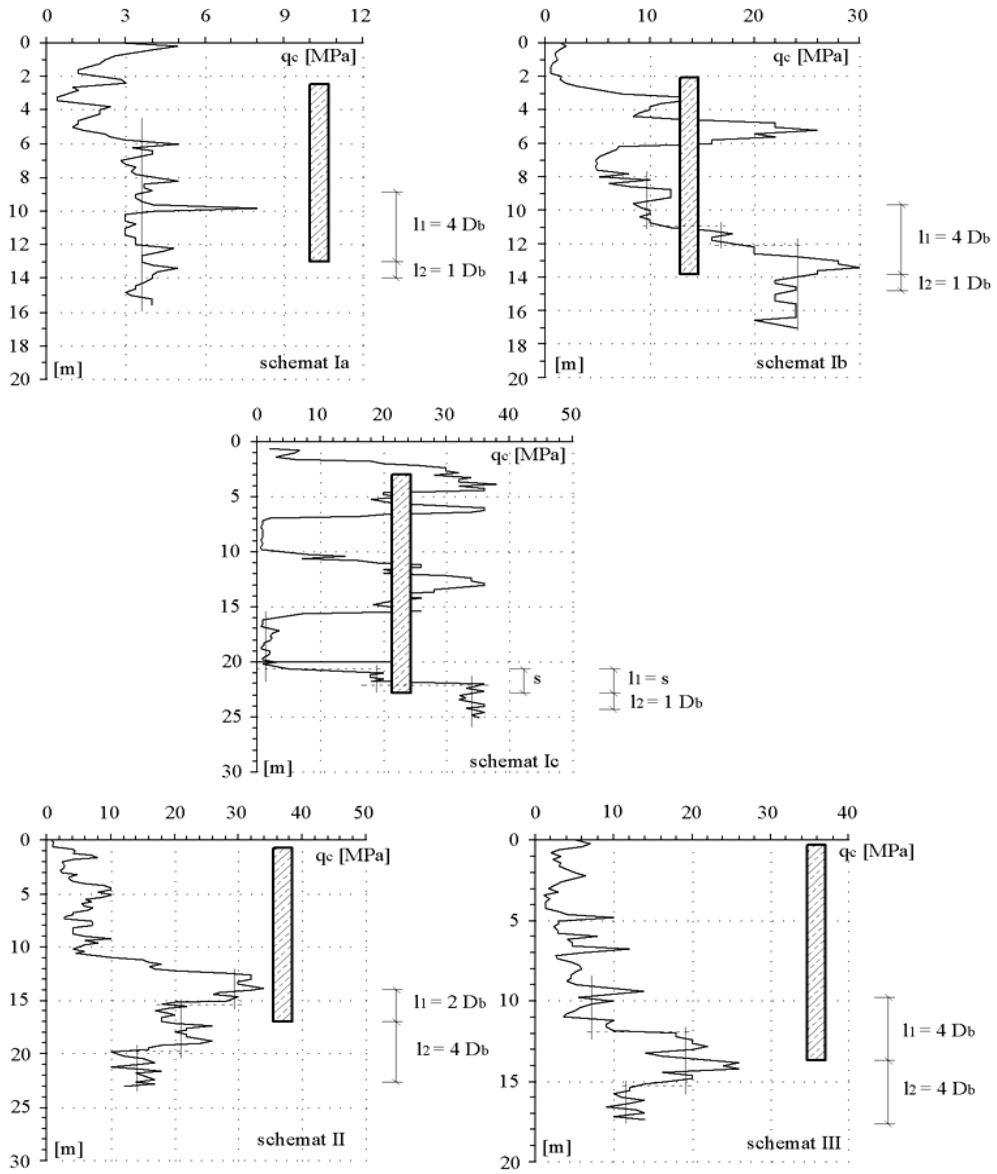 0 3 6 9 12
qc [MPa]
0
2
4
6
8
10
12
14
16
18
20
l1 = 4 Db
l2 = 1 Db
[m]
schemat Ia
0 10 20 30
qc [MPa]
0
2
4
6
8
10
12
14
16
18
20
l1 = 4 Db
l2 = 1 Db
[m]
schemat Ib
0 10 20 30 40 50
qc [MPa]
0
5
10
15
20
25
30
s
l1 = s
l2 = 1 Db
[m]
schemat Ic
0 10 20 30 40 50
qc [MPa]
0
5
10
15
20
25
30
l1 = 2 Db
l2 = 4 Db
[m]
schemat II
0 10 20 30 40
qc [MPa]
0
5
10
15
20
l1 = 4 Db
l2 = 4 Db
[m]
schemat III